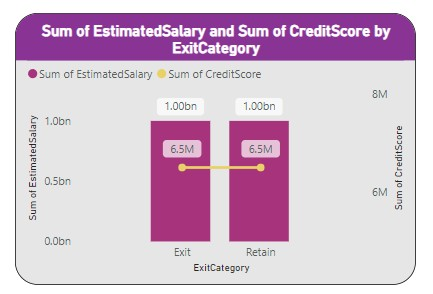 Sum of EstimatedSalary and Sum of CreditScore by
ExitCategory
Sum of EstimatedSalary Sum of CreditScore
Sum of EstimatedSalary
1.0bn
0.5bn
0.0bn
1.00bn 1.00bn
6.5M 6.5M
8M
6M
Sum of CreditScore
Exit Retain
ExitCategory